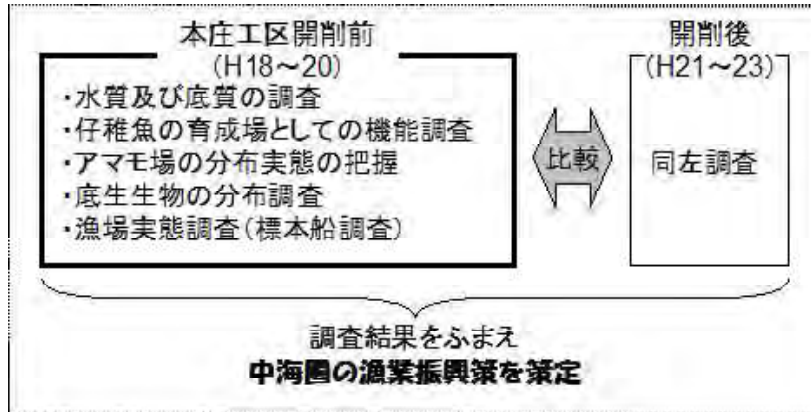 本庄工区開削前
(H18～20)
・水質及び底質の調査
・仔稚魚の育成場としての機能調査
・アマモ場の分布実態の把握
・底生生物の分布調査
・漁場実態調査(標本船調査)
比較
開削後
(H21～23)
同左調査
調査結果をふまえ
中海圏の漁業振興策を策定